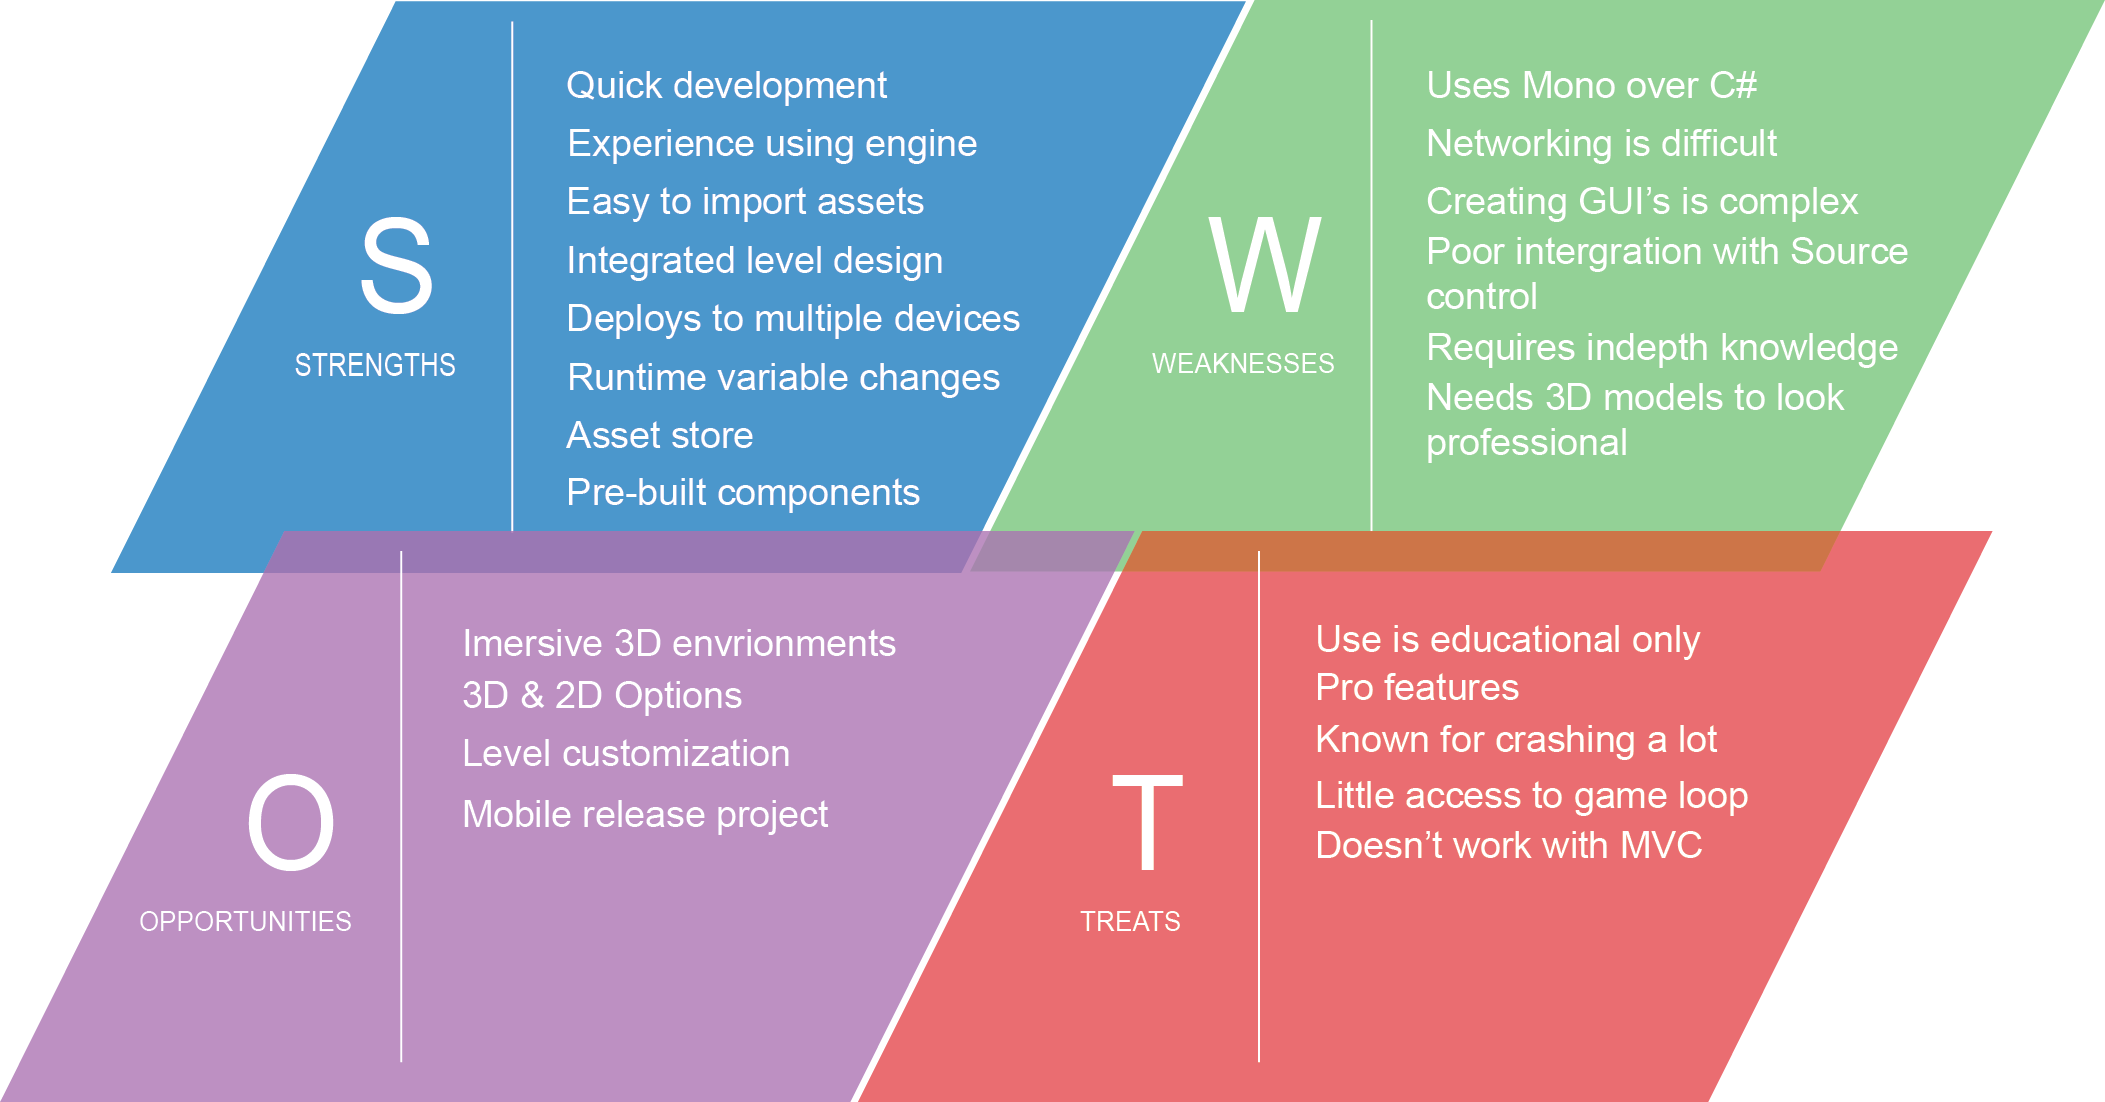 S
STRENGTHS
Quick development
Experience using engine
Easy to import assets
Integrated level design
Deploys to multiple devices
Runtime variable changes
Asset store
Pre-built components
W
WEAKNESSES
Uses Mono over C#
Networking is difficult
Creating GUI’s is complex
Poor intergration with Source
control
Requires indepth knowledge
Needs 3D models to look
professional
O
OPPORTUNITIES
Imersive 3D envrionments
3D & 2D Options
Level customization
Mobile release project
T
TREATS
Use is educational only
Pro features
Known for crashing a lot
Little access to game loop
Doesn’t work with MVC